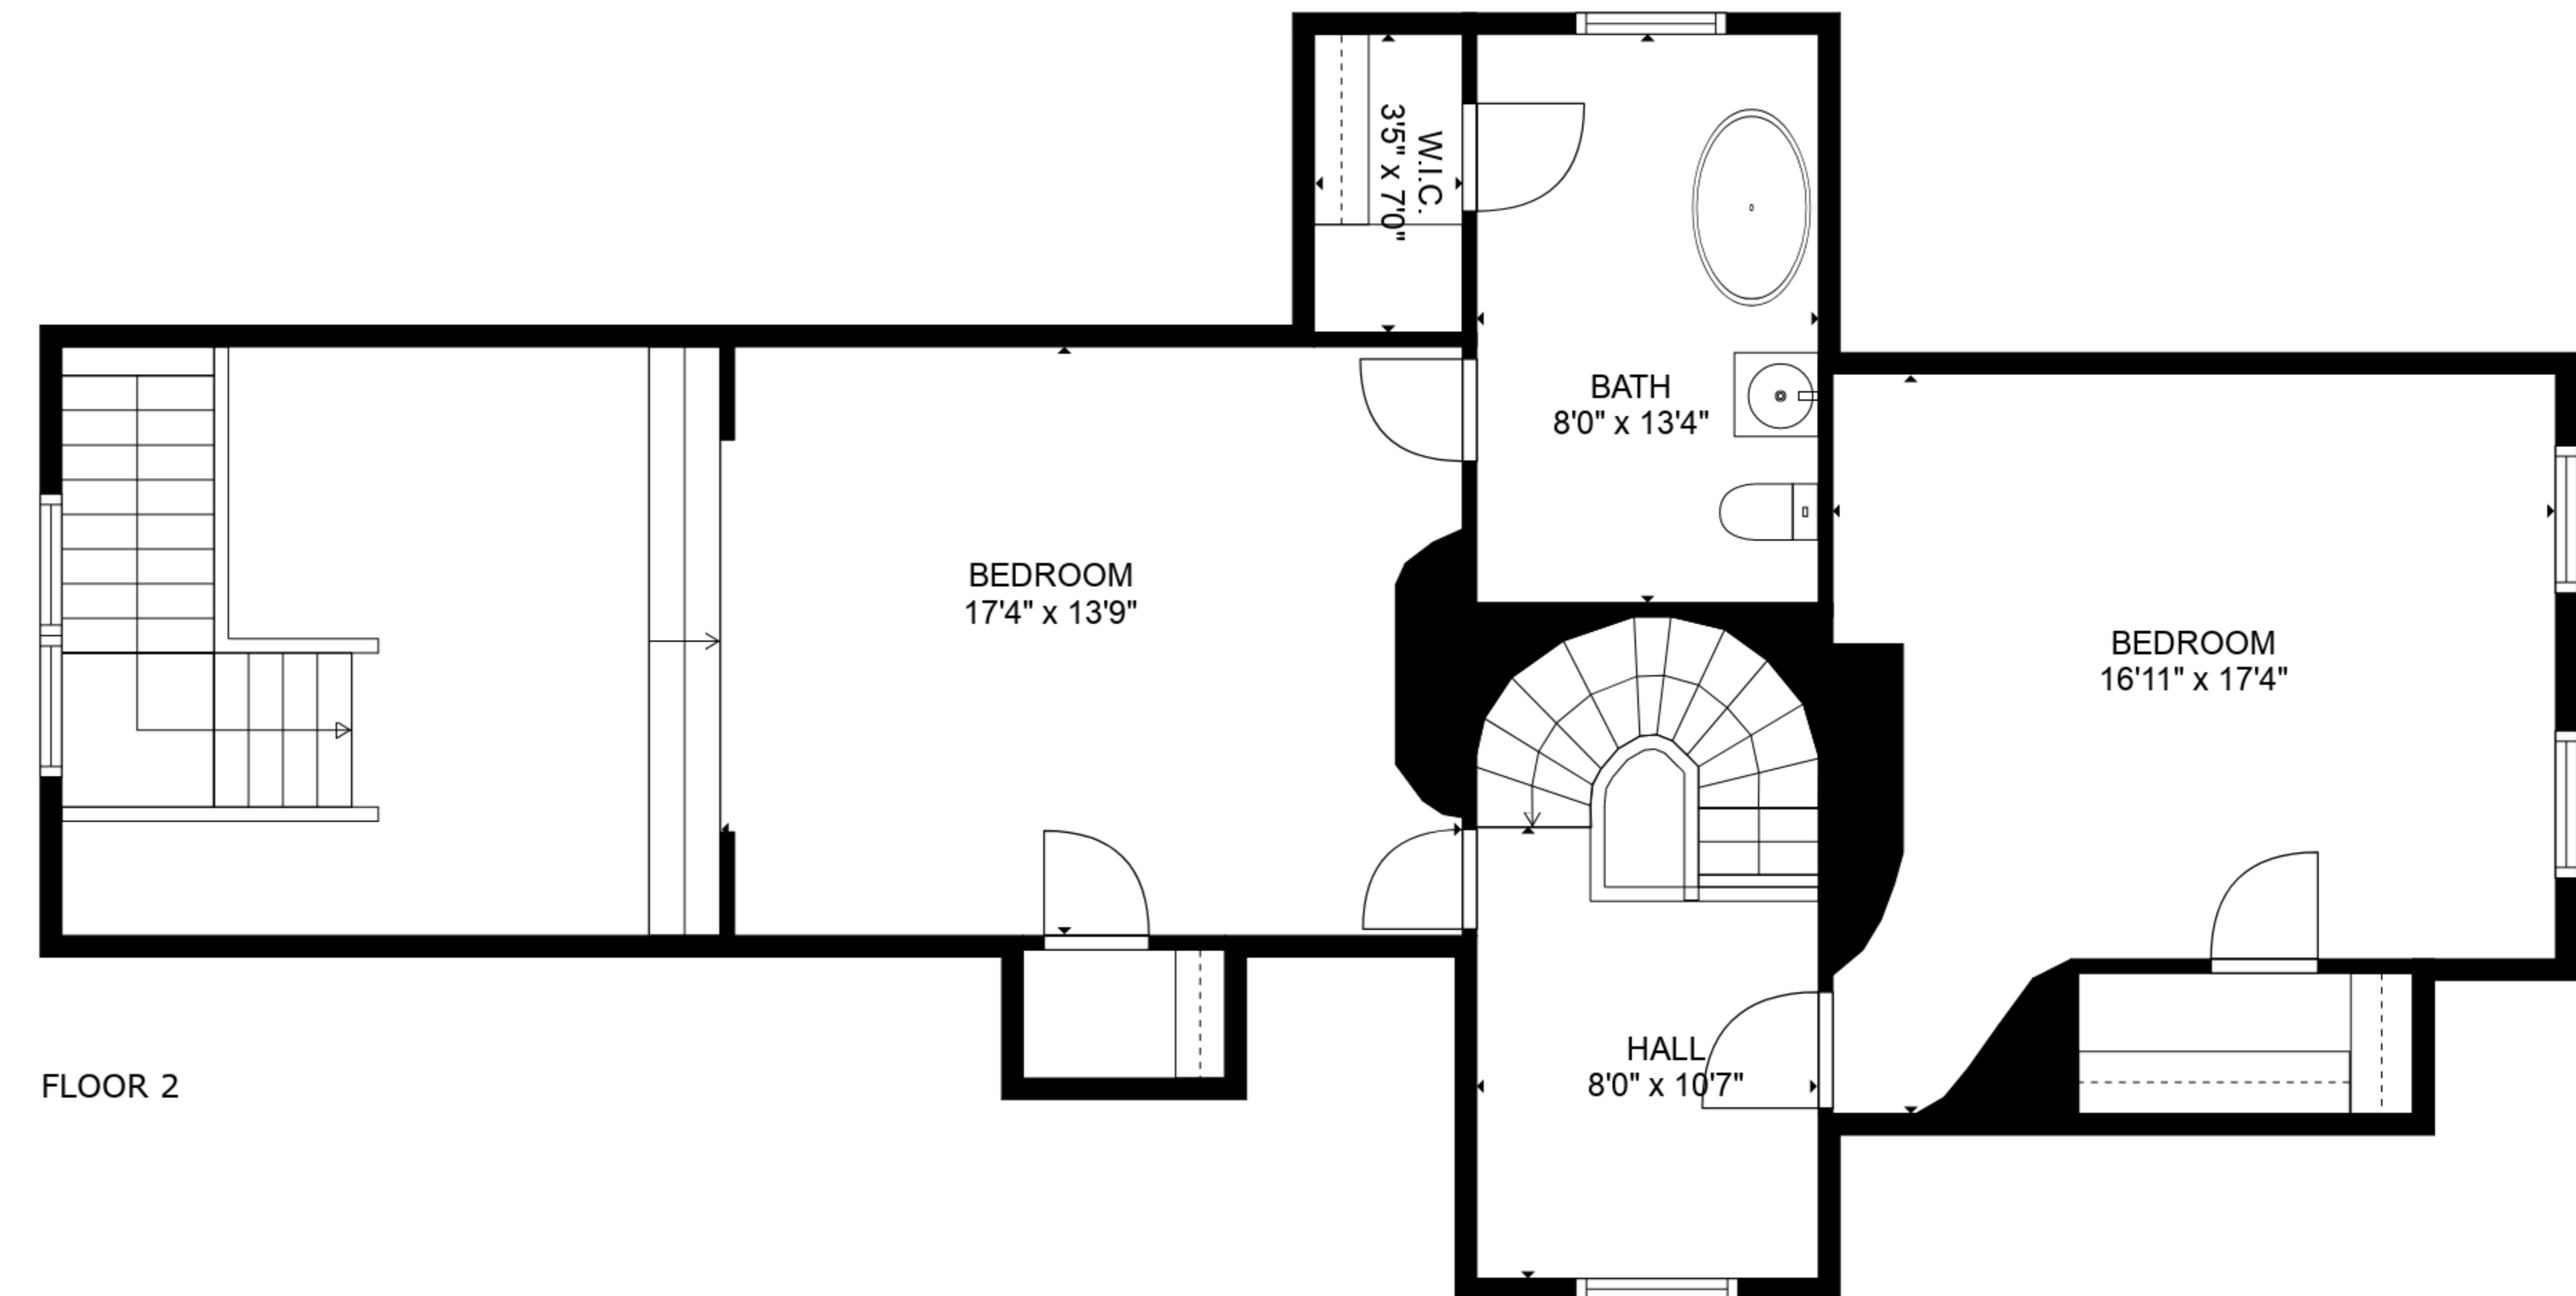 W.I.C.
3'5" x 7'0"
BATH
8'0" x 13'4"
BEDROOM
17'4" x 13'9"
BEDROOM
16'11" x 17'4"
HALL
8'0" x 10'7"
FLOOR 2